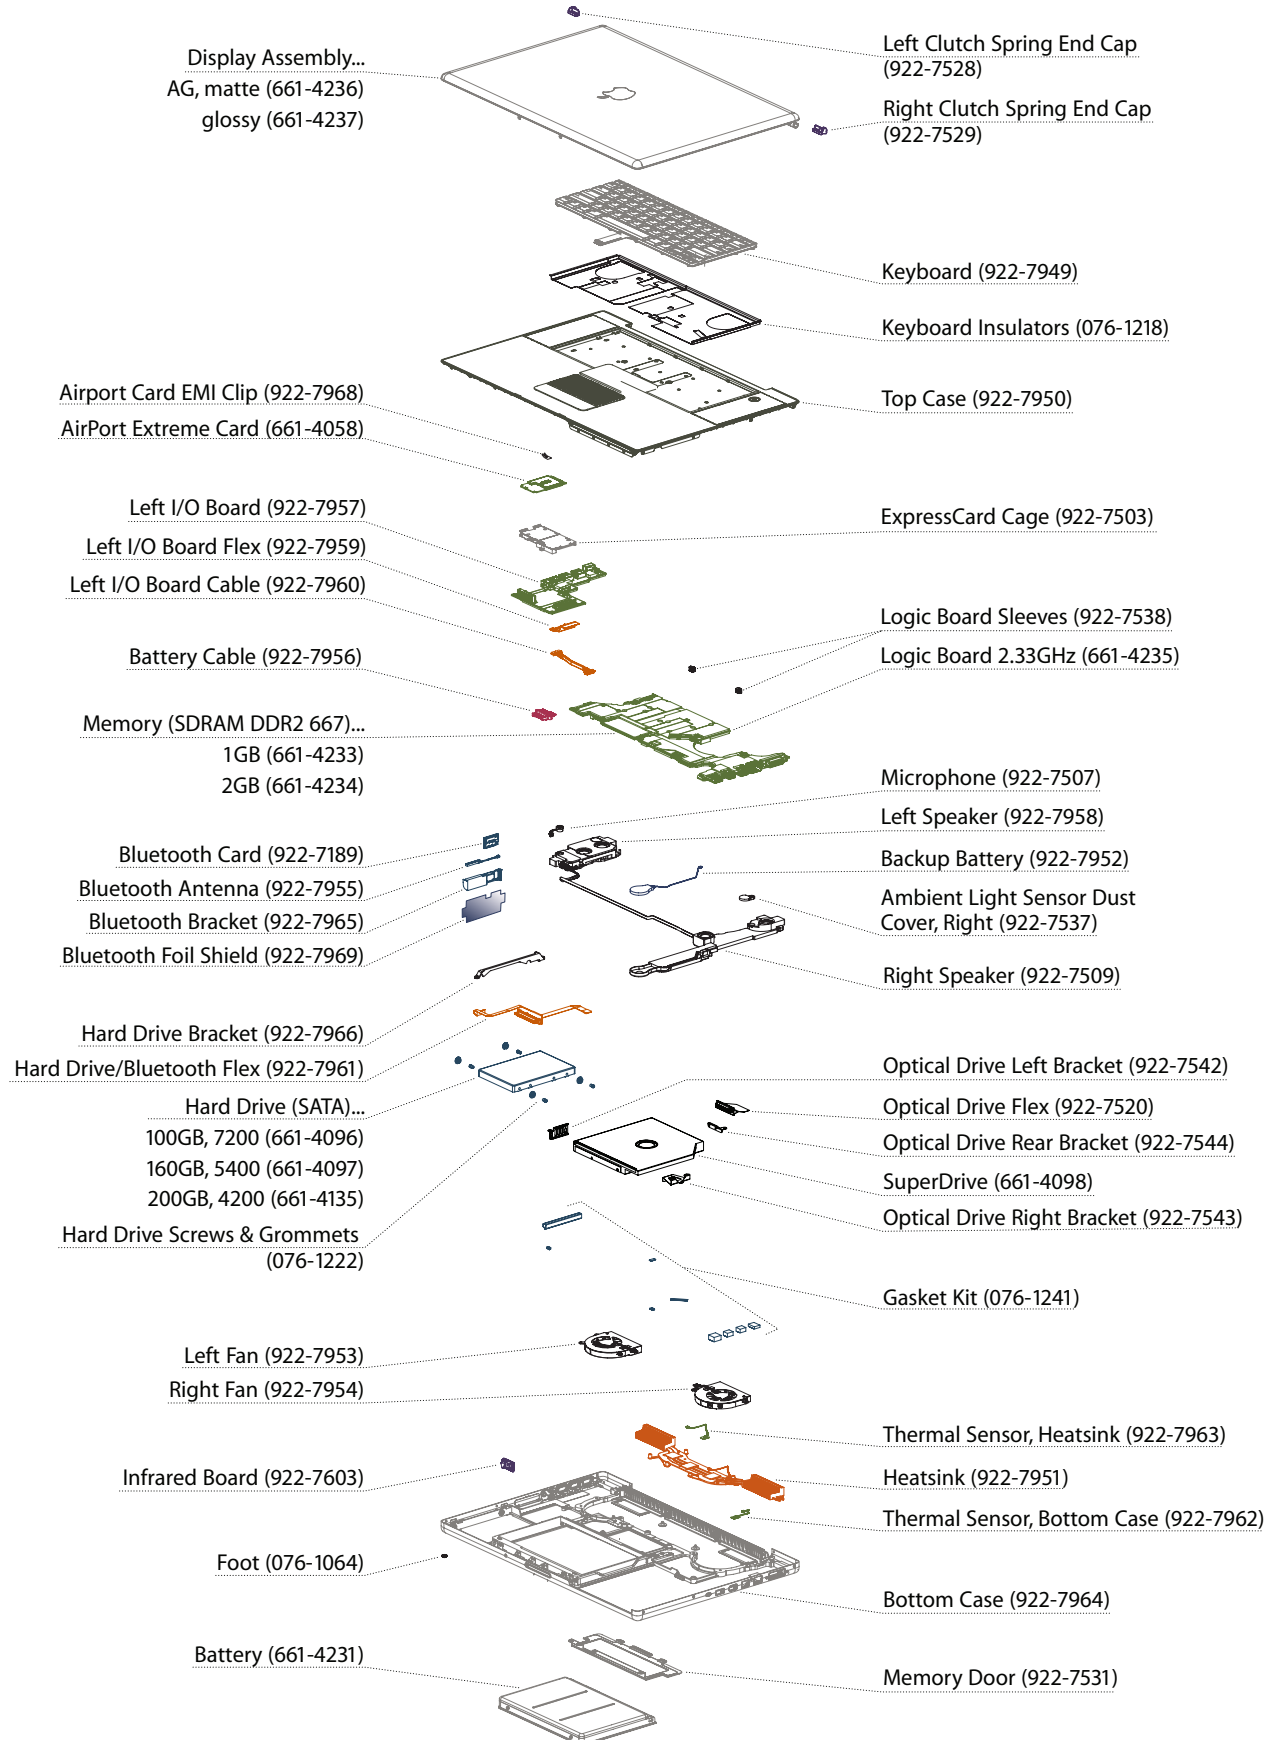 Display Assembly...
AG, matte (661-4236)
glossy (661-4237)
Airport Card EMI Clip (922-7968)
AirPort Extreme Card (661-4058)
Left I/O Board (922-7957)
Left I/O Board Flex (922-7959)
Left I/O Board Cable (922-7960)
Battery Cable (922-7956)
Memory (SDRAM DDR2 667)...
1GB (661-4233)
2GB (661-4234)
Bluetooth Card (922-7189)
Bluetooth Antenna (922-7955)
Bluetooth Bracket (922-7965)
Bluetooth Foil Shield (922-7969)
Hard Drive Bracket (922-7966)
Hard Drive/Bluetooth Flex (922-7961)
Hard Drive (SATA)...
100GB, 7200 (661-4096)
160GB, 5400 (661-4097)
200GB, 4200 (661-4135)
Hard Drive Screws & Grommets
(076-1222)
Left Fan (922-7953)
Right Fan (922-7954)
Infrared Board (922-7603)
Foot (076-1064)
Battery (661-4231)
Left Clutch Spring End Cap
(922-7528)
Right Clutch Spring End Cap
(922-7529)
Keyboard (922-7949)
Keyboard Insulators (076-1218)
Top Case (922-7950)
ExpressCard Cage (922-7503)
Logic Board Sleeves (922-7538)
Logic Board 2.33GHz (661-4235)
Microphone (922-7507)
Left Speaker (922-7958)
Backup Battery (922-7952)
Ambient Light Sensor Dust
Cover, Right (922-7537)
Right Speaker (922-7509)
Optical Drive Left Bracket (922-7542)
Optical Drive Flex (922-7520)
Optical Drive Rear Bracket (922-7544)
SuperDrive (661-4098)
Optical Drive Right Bracket (922-7543)
Gasket Kit (076-1241)
Thermal Sensor, Heatsink (922-7963)
Heatsink (922-7951)
Thermal Sensor, Bottom Case (922-7962)
Bottom Case (922-7964)
Memory Door (922-7531)